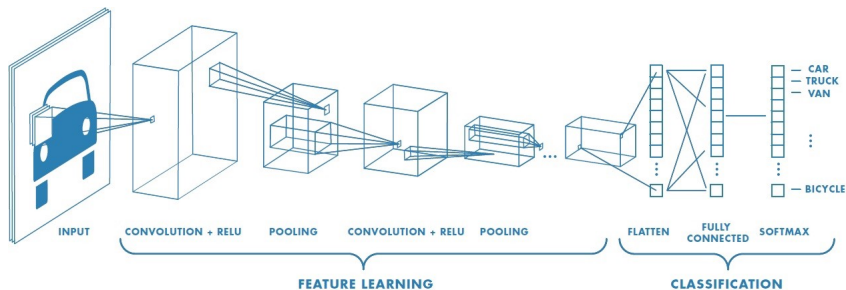 CAR
TRUCK
VAN
BICYCLE
INPUT
CONVOLUTION + RELU
POOLING
CONVOLUTION + RELU
POOLING
FLATTEN
FULLY
CONNECTED
SOFTMAX
FEATURE LEARNING
CLASSIFICATION